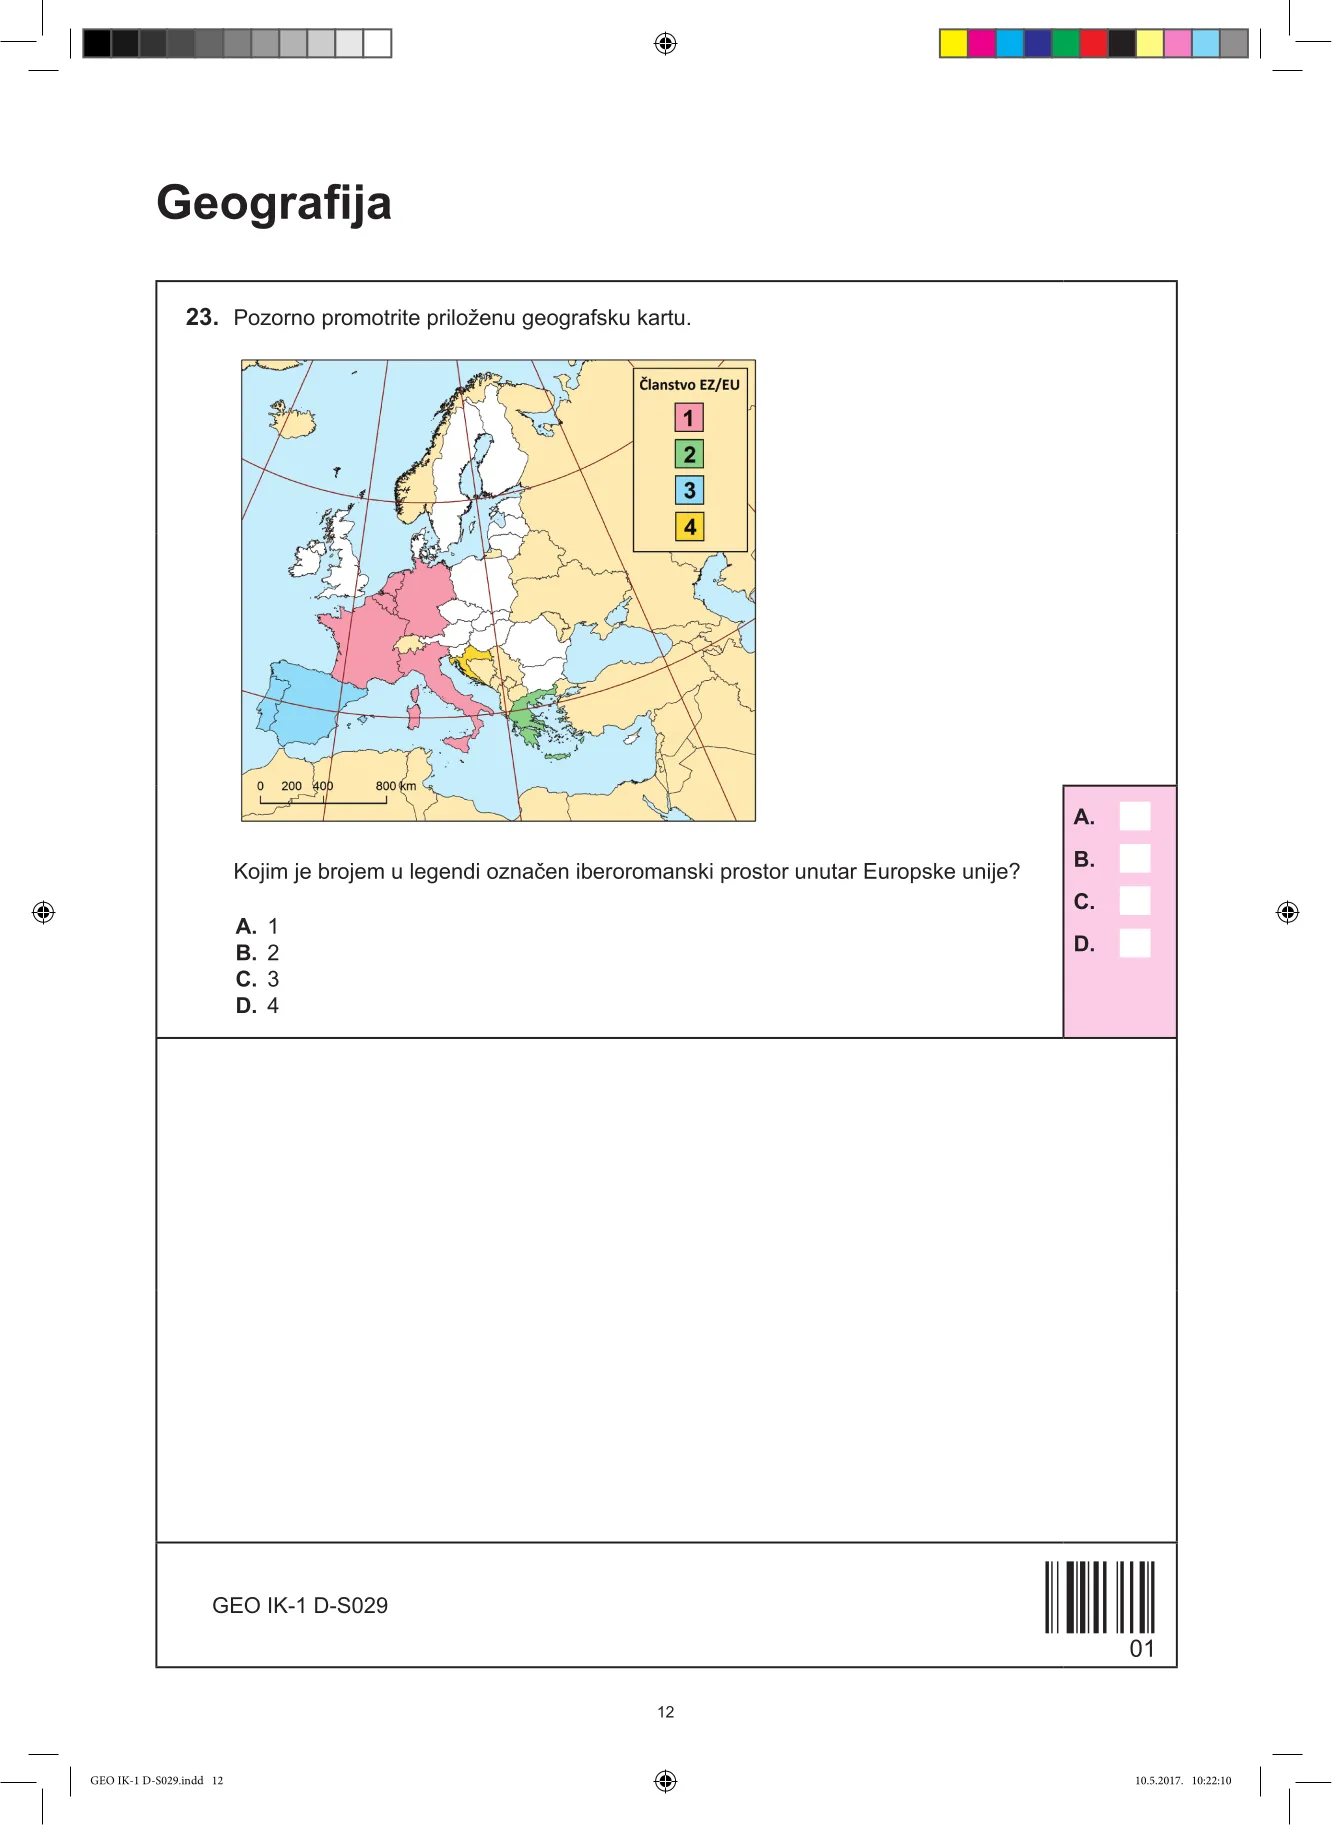 Geografija
23. Pozorno promotrite priloženu geografsku kartu.
Članstvo EZ/EU
1
2
3
4
0 200 400 800 km
Kojim je brojem u legendi označen iberoromanski prostor unutar Europske unije?
A. 1
B. 2
C. 3
D. 4
A.
B.
C.
D.
GEO IK-1 D-S029
01
12
GEO IK-1 D-S029.indd 12
10.5.2017. 10:22:10